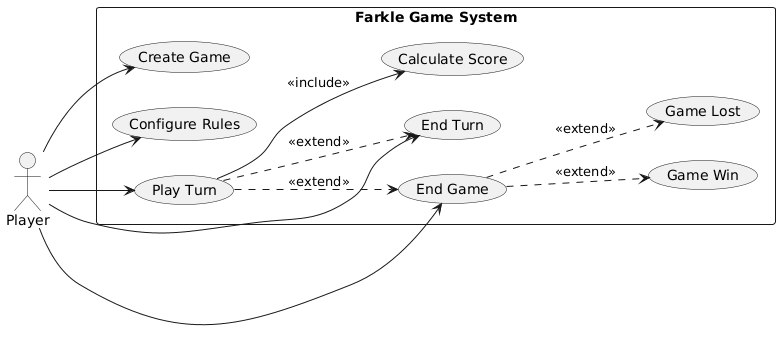 Farkle Game System
Create Game
Calculate Score
«include»
Configure Rules
End Turn
Game Lost
«extend»
«extend»
Play Turn
«extend»
End Game
«extend»
Game Win
Player